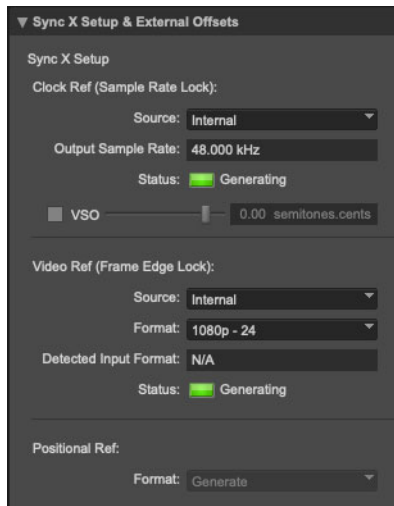 Sync X Setup & External Offsets
Sync X Setup
Clock Ref (Sample Rate Lock):
Source: Internal
Output Sample Rate: 48.000 kHz
Status: Generating
VSO 0.00 semitones.cents
Video Ref (Frame Edge Lock):
Source: Internal
Format: 1080p - 24
Detected Input Format: N/A
Status: Generating
Positional Ref:
Format: Generate